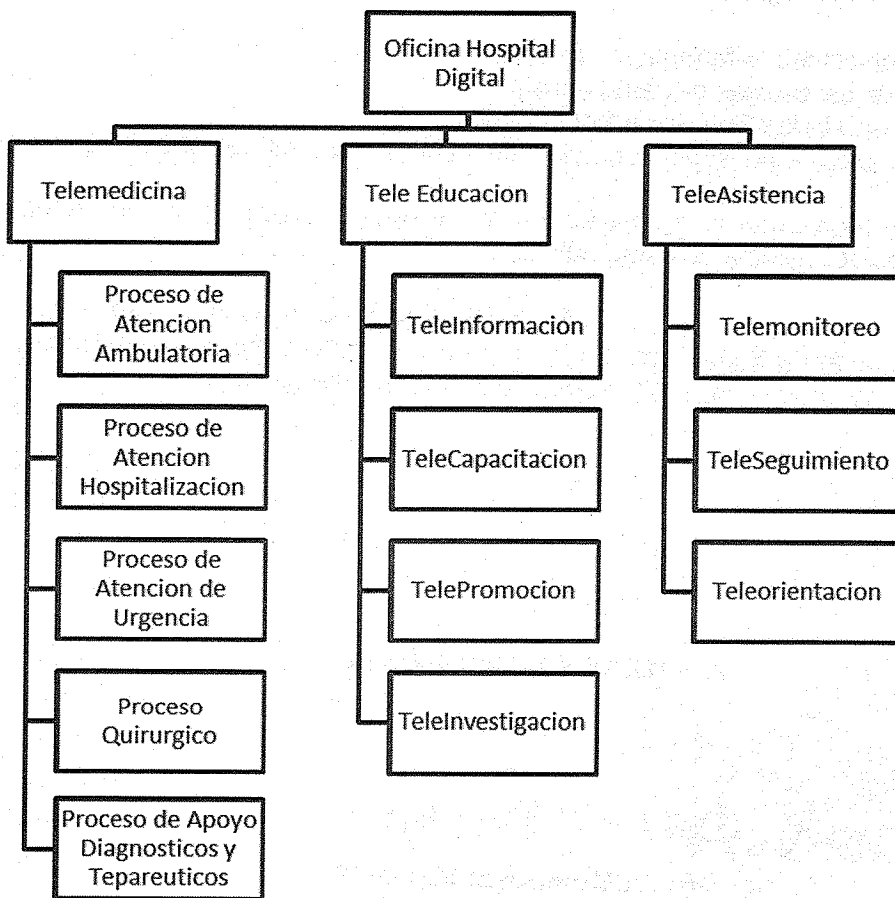 Oficina Hospital
Digital
Telemedicina
Proceso de
Atencion
Ambulatoria
Proceso de
Atencion
Hospitalizacion
Proceso de
Atencion de
Urgencia
Proceso
Quirurgico
Proceso de Apoyo
Diagnosticos y
Tepareuticos
Tele Educacion
TeleInformacion
TeleCapacitacion
TelePromocion
TeleInvestigacion
TeleAsistencia
Telemonitoreo
TeleSeguimiento
Teleorientacion